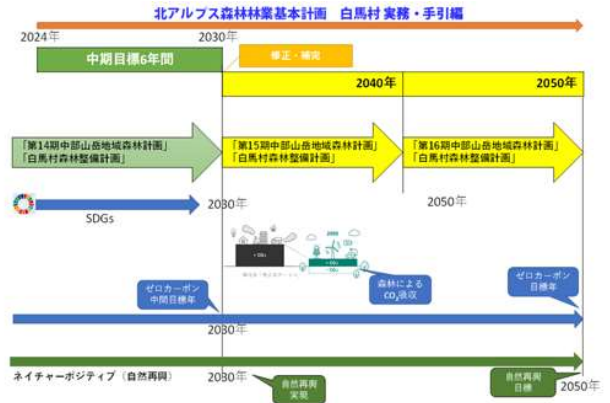 北アルプス森林林業基本計画 白馬村 実務・手引編
2024年
2030年
中期目標6年間
修正・補完
2040年
2050年
「第14期中部山岳地域森林計画」
「白馬村森林整備計画」
「第15期中部山岳地域森林計画」
「白馬村森林整備計画」
「第16期中部山岳地域森林計画」
「白馬村森林整備計画」
SDGs
2030年
2050年
森林による
CO₂吸収
ゼロカーボン
中間目標年
ゼロカーボン
目標年
2030年
ネイチャーポジティブ（自然再興）
2030年
自然再興
実現
自然再興
目標
2050年